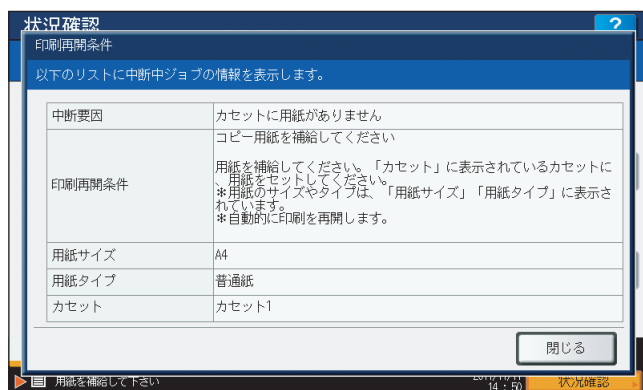 状況確認
?
印刷再開条件
以下のリストに中断中ジョブの情報を表示します。
中断要因 カセットに用紙がありません
印刷再開条件 コピー用紙を補給してください
用紙を補給してください。「カセット」に表示されているカセットに
、用紙をセットしてください。
*用紙のサイズやタイプは、「用紙サイズ」「用紙タイプ」に表示さ
れています。
*自動的に印刷を再開します。
用紙サイズ A4
用紙タイプ 普通紙
カセット カセット1
閉じる
用紙を補給して下さい
14:50
状況確認